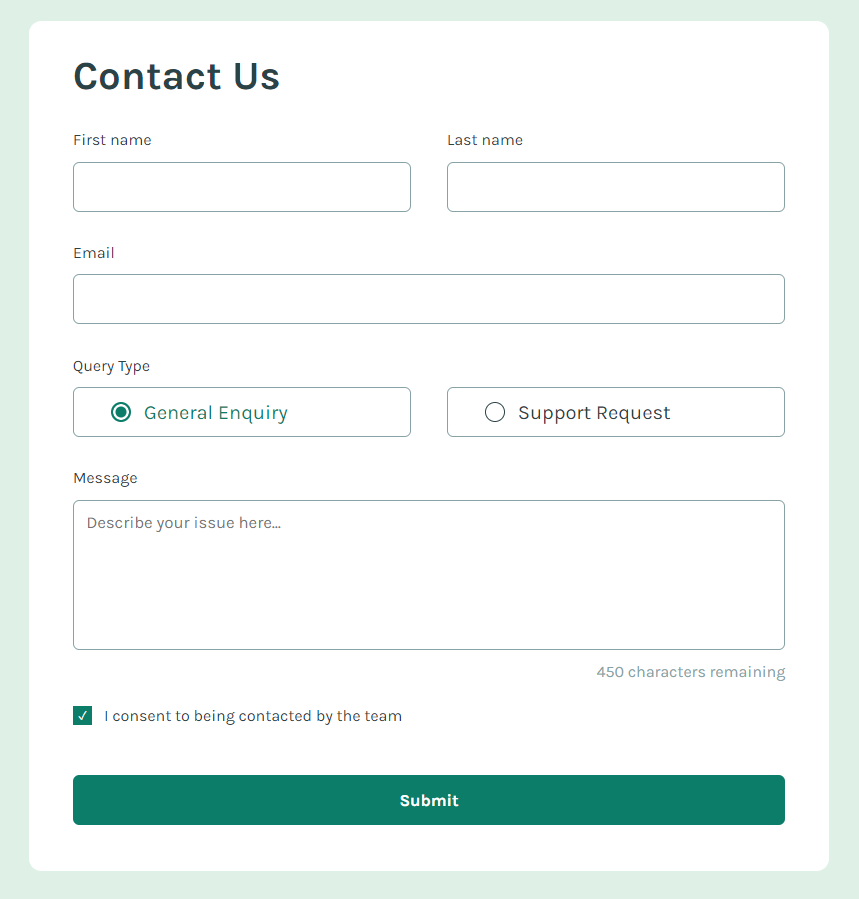 Contact Us
First name
Last name
Email
Query Type
General Enquiry
Support Request
Message
Describe your issue here...
450 characters remaining
I consent to being contacted by the team
Submit